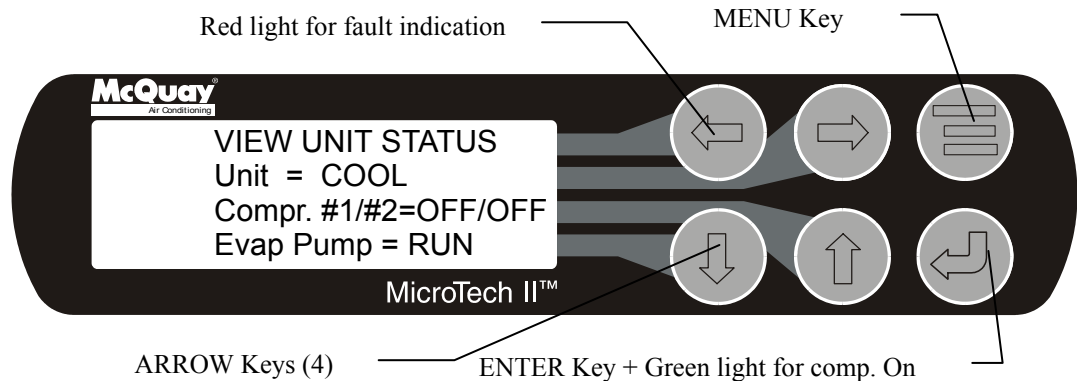 Red light for fault indication
MENU Key
McQuay®
Air Conditioning
VIEW UNIT STATUS
Unit = COOL
Compr. #1/#2=OFF/OFF
Evap Pump = RUN
MicroTech II™
ARROW Keys (4)
ENTER Key + Green light for comp. On